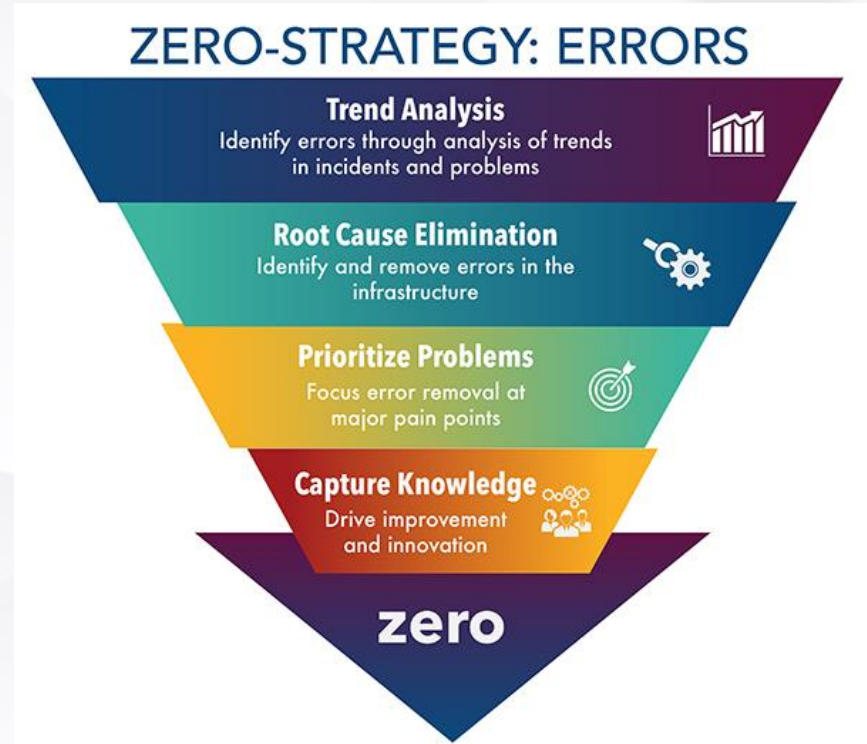 ZERO-STRATEGY: ERRORS
Trend Analysis
Identify errors through analysis of trends
in incidents and problems
Root Cause Elimination
Identify and remove errors in the
infrastructure
Prioritize Problems
Focus error removal at
major pain points
Capture Knowledge
Drive improvement
and innovation
zero